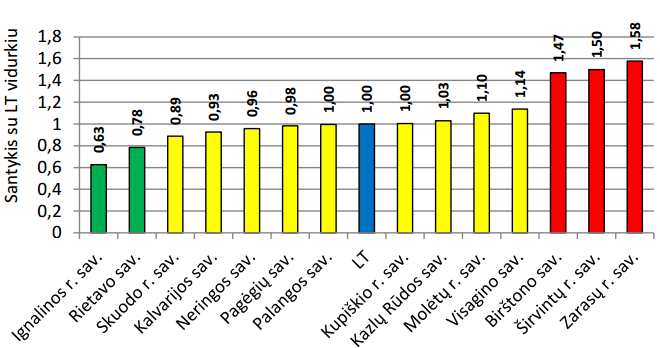 Santykis su LT vidurkiu
1,8
1,6
1,4
1,2
1
0,8
0,6
0,4
0,2
0
0,63
0,78
0,89
0,93
0,96
0,98
1,00
1,00
1,00
1,03
1,10
1,14
1,47
1,50
1,58
Ignalinos r. sav.
Rietavo sav.
Skuodo r. sav.
Kalvarijos sav.
Neringos sav.
Pagėgių sav.
Palangos sav.
LT
Kupiškio r. sav.
Kazlų Rūdos sav.
Molėtų r. sav.
Visagino sav.
Birštono sav.
Širvintų r. sav.
Zarasų r. sav.